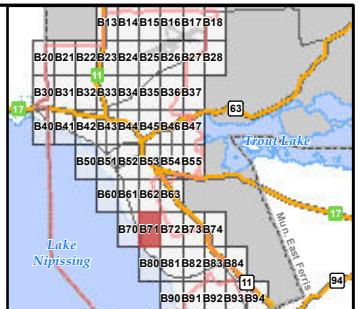 B13 B14 B15 B16 B17 B18
B20 B21 B22 B23 B24 B25 B26 B27 B28
11
B30 B31 B32 B33 B34 B35 B36 B37
17
63
B40 B41 B42 B43 B44 B45 B46 B47
Trout Lake
B50 B51 B52 B53 B54 B55
B60 B61 B62 B63
17
B70 B71 B72 B73 B74
Mun. East Ferris
Lake
Nipissing
B80 B81 B82 B83 B84
11
94
B90 B91 B92 B93 B94